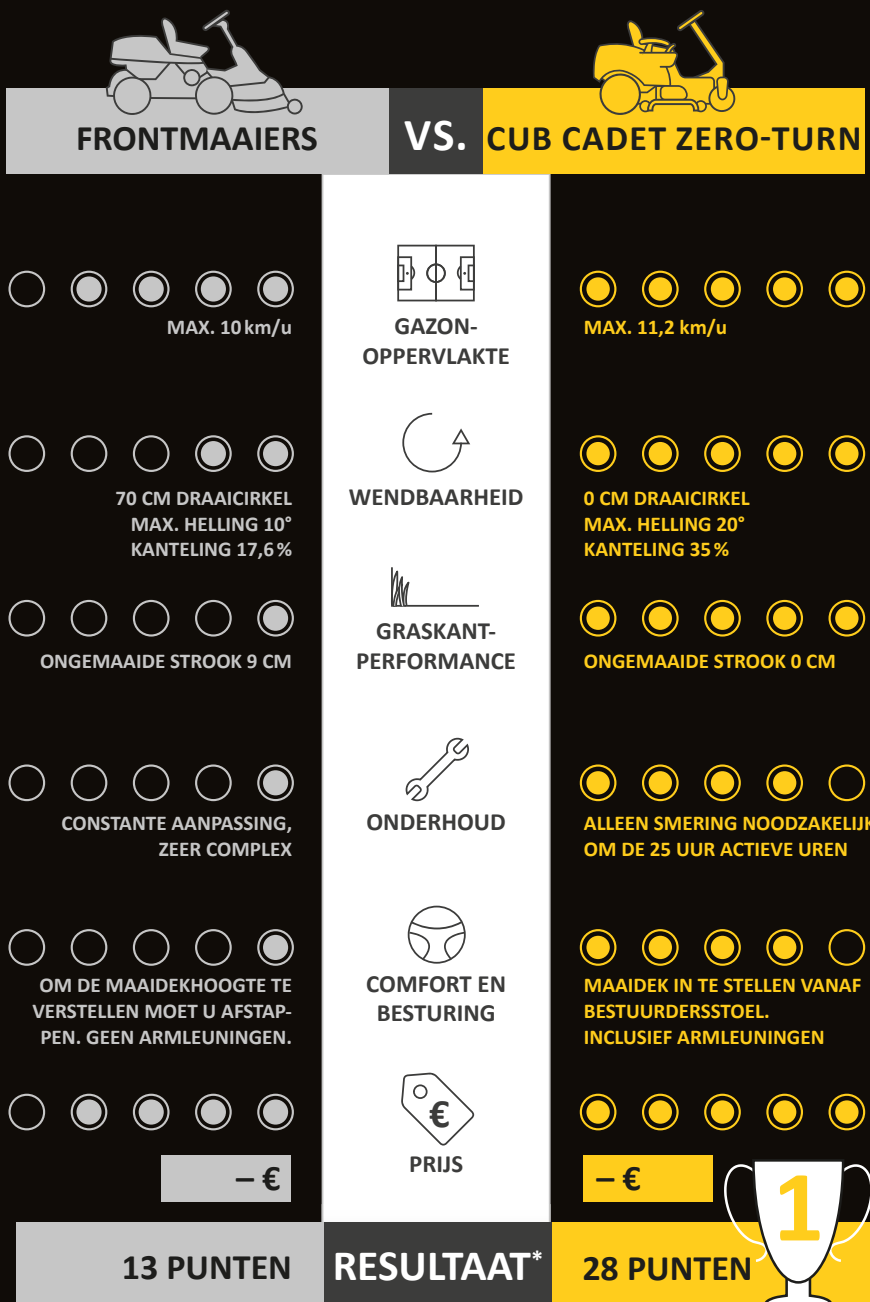 FRONTMAAIERS
VS.
CUB CADET ZERO-TURN
MAX. 10 km/u
GAZON-
OPPERVLAKTE
MAX. 11,2 km/u
70 CM DRAAICIRKEL
MAX. HELLING 10°
KANTELING 17,6 %
WENDBAARHEID
0 CM DRAAICIRKEL
MAX. HELLING 20°
KANTELING 35 %
ONGEMAAIDE STROOK 9 CM
GRASKANT-
PERFORMANCE
ONGEMAAIDE STROOK 0 CM
CONSTANTE AANPASSING,
ZEER COMPLEX
ONDERHOUD
ALLEEN SMERING NOODZAKELIJK
OM DE 25 UUR ACTIEVE UREN
OM DE MAAIDEKHOOGTE TE
VERSTELLEN MOET U AFSTAP-
PEN. GEEN ARMLEUNINGEN.
COMFORT EN
BESTURING
MAAIDEK IN TE STELLEN VANAF
BESTUURDERSSTOEL.
INCLUSIEF ARMLEUNINGEN
€
PRIJS
– €
– €
1
13 PUNTEN
RESULTAAT*
28 PUNTEN